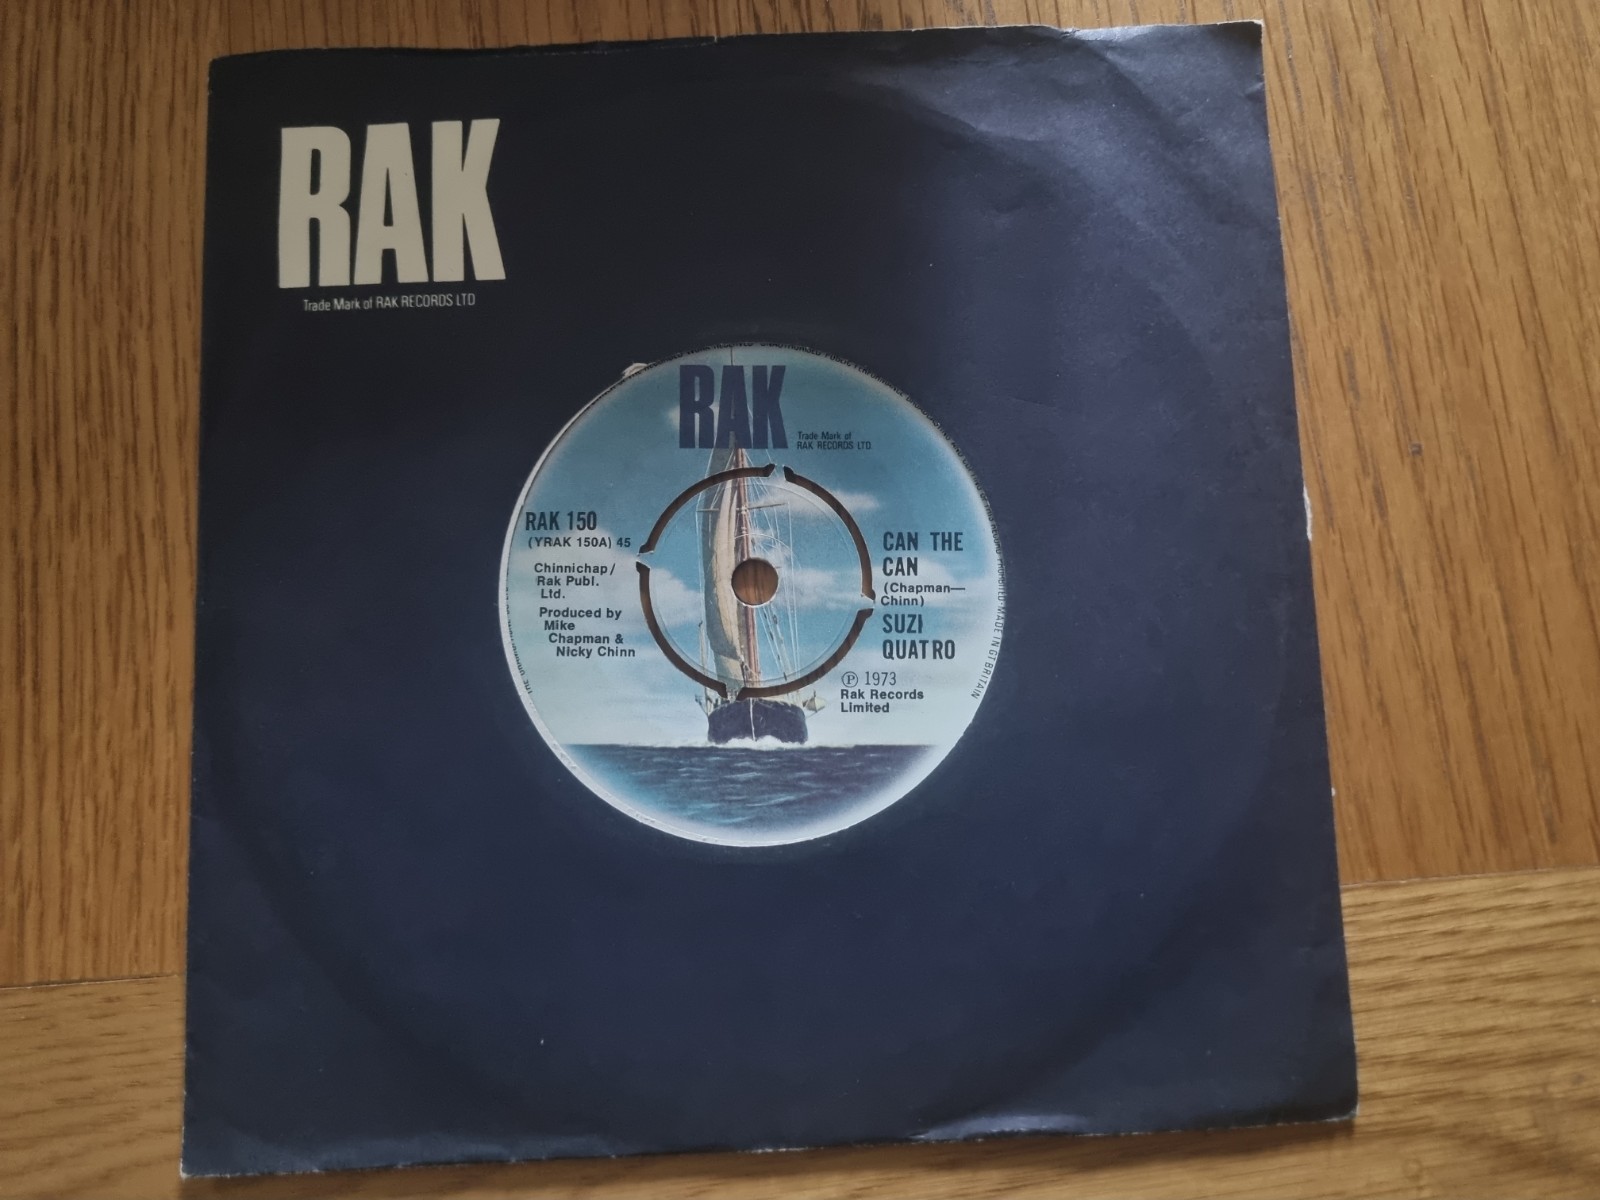 RAK
Trade Mark of RAK RECORDS LTD
RAK
Trade Mark of
RAK RECORDS LTD.
RAK 150
(YRAK 150A) 45
Chinnichap/
Rak Publ.
Ltd.
Produced by
Mike
Chapman &
Nicky Chinn
CAN THE
CAN
(Chapman—
Chinn)
SUZI
QUATRO
℗ 1973
Rak Records
Limited
MADE IN GT BRITAIN